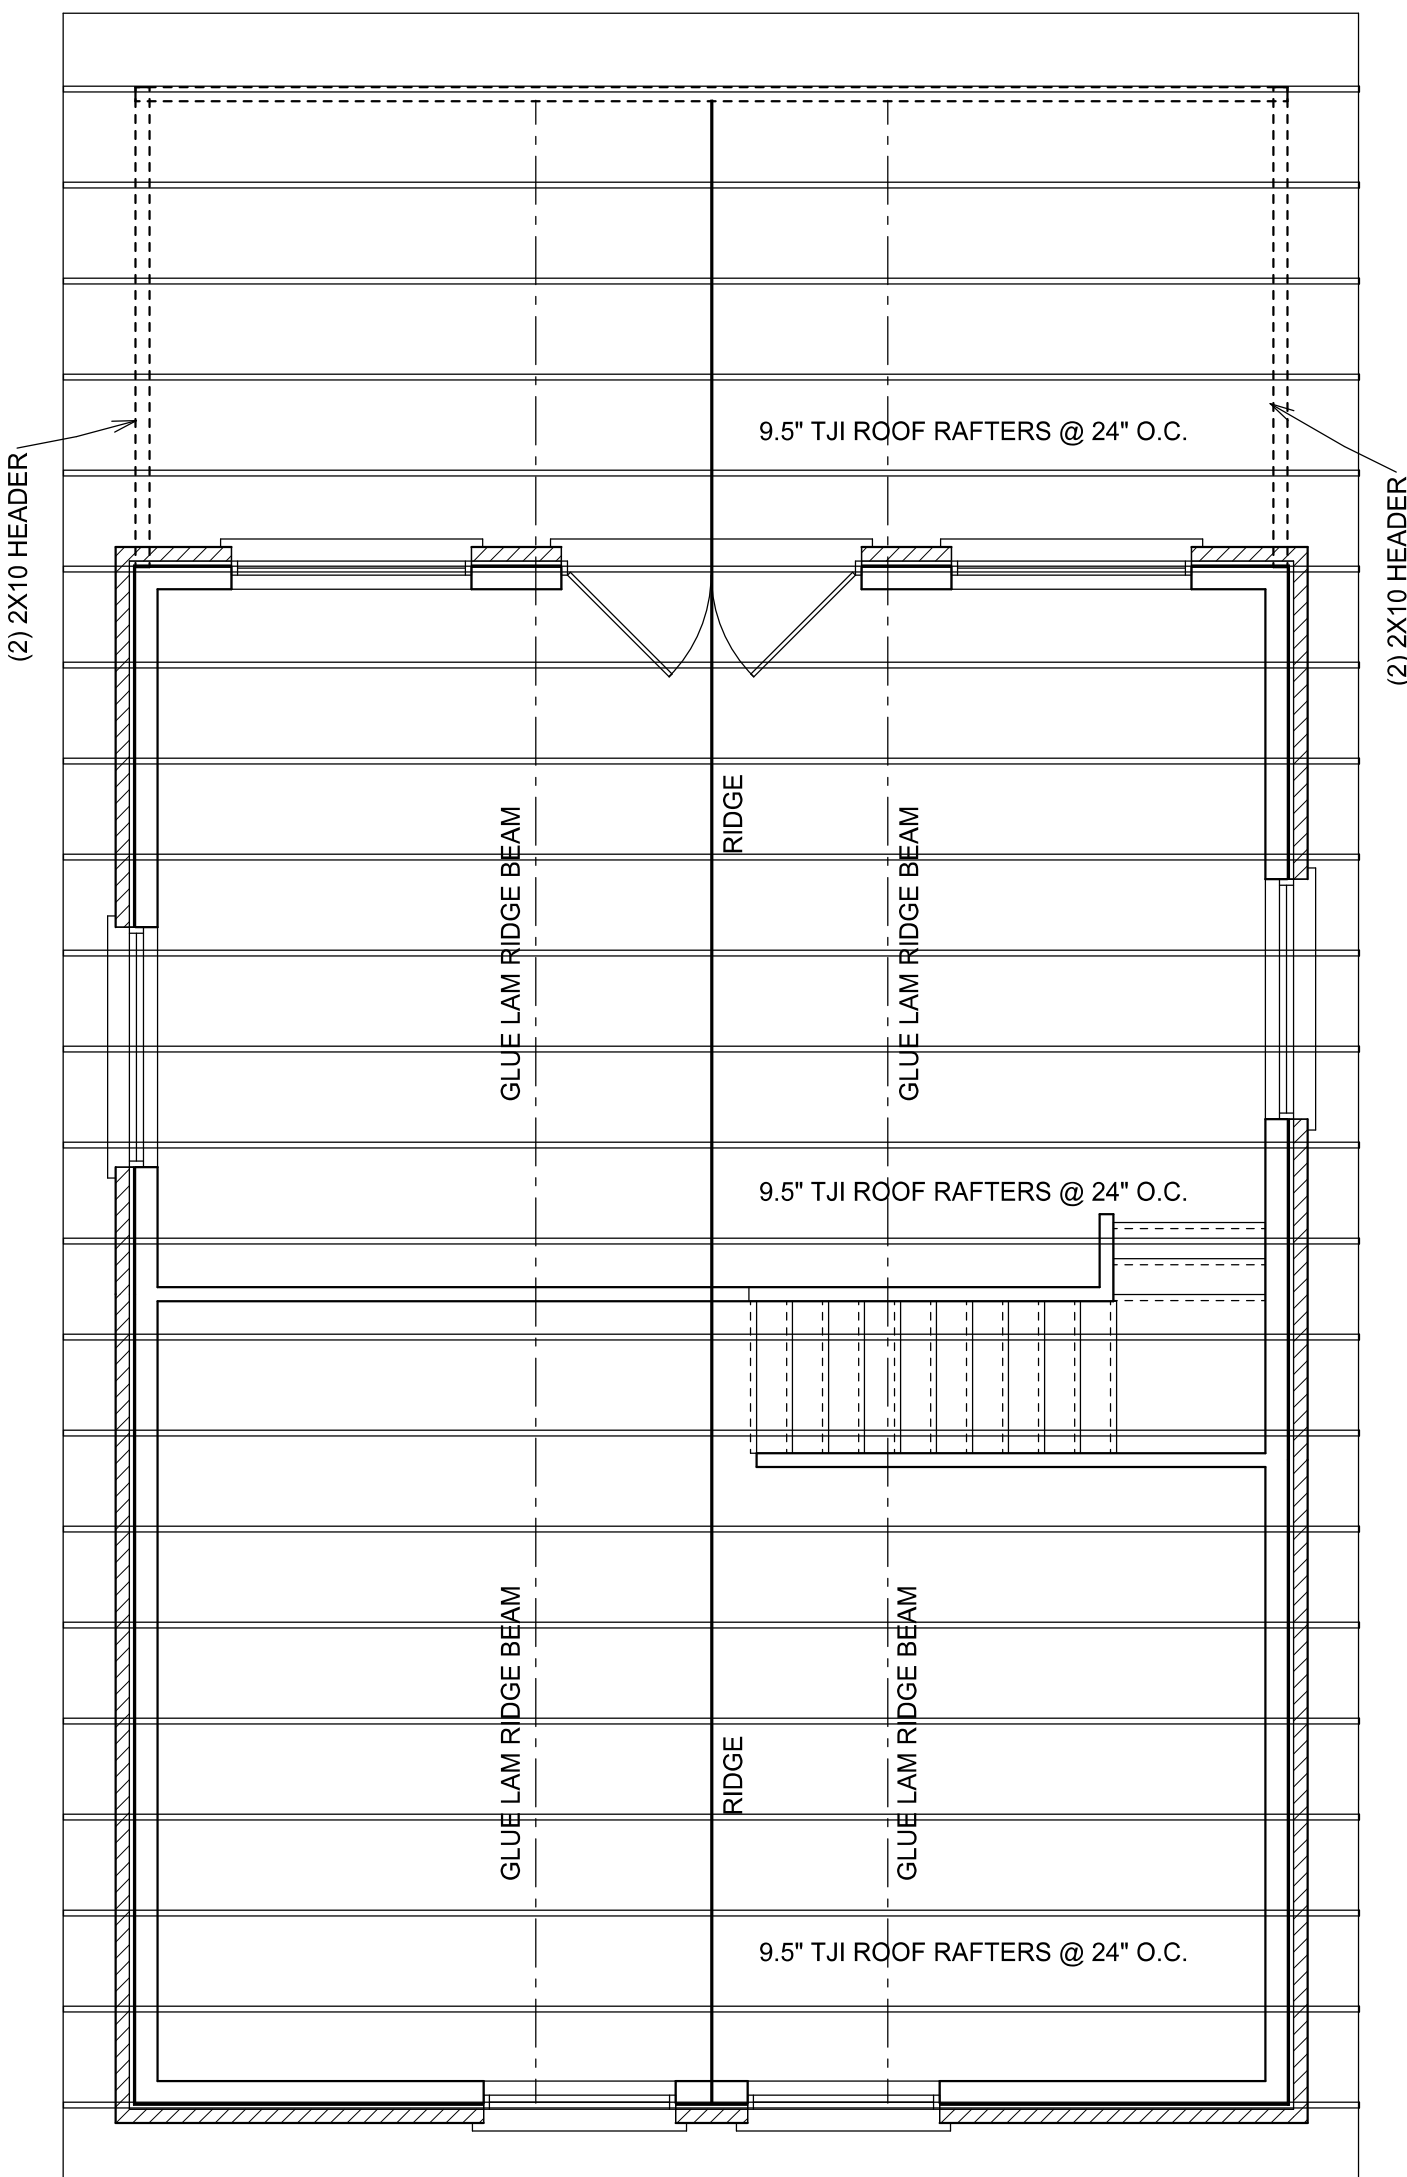 9.5" TJI ROOF RAFTERS @ 24" O.C.
(2) 2X10 HEADER
(2) 2X10 HEADER
RIDGE
GLUE LAM RIDGE BEAM
GLUE LAM RIDGE BEAM
9.5" TJI ROOF RAFTERS @ 24" O.C.
GLUE LAM RIDGE BEAM
GLUE LAM RIDGE BEAM
RIDGE
9.5" TJI ROOF RAFTERS @ 24" O.C.